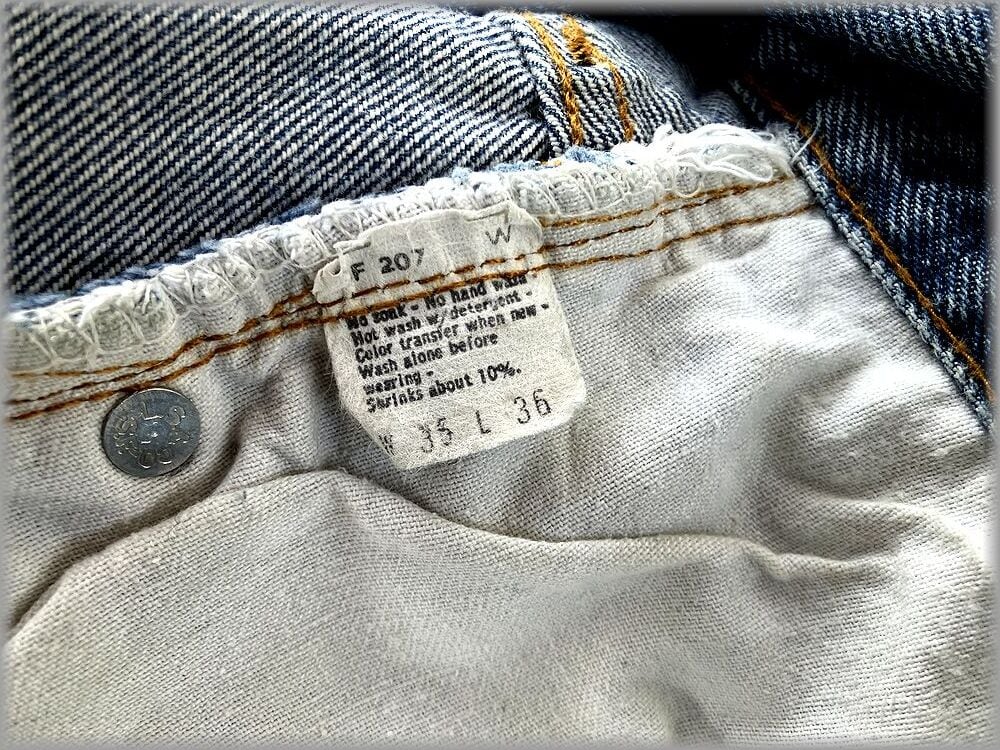 F 207 W
No soak - No hand wash
Hot wash w/detergent -
Color transfer when new -
Wash alone before
wearing -
Shrinks about 10%.
W 35 L 36